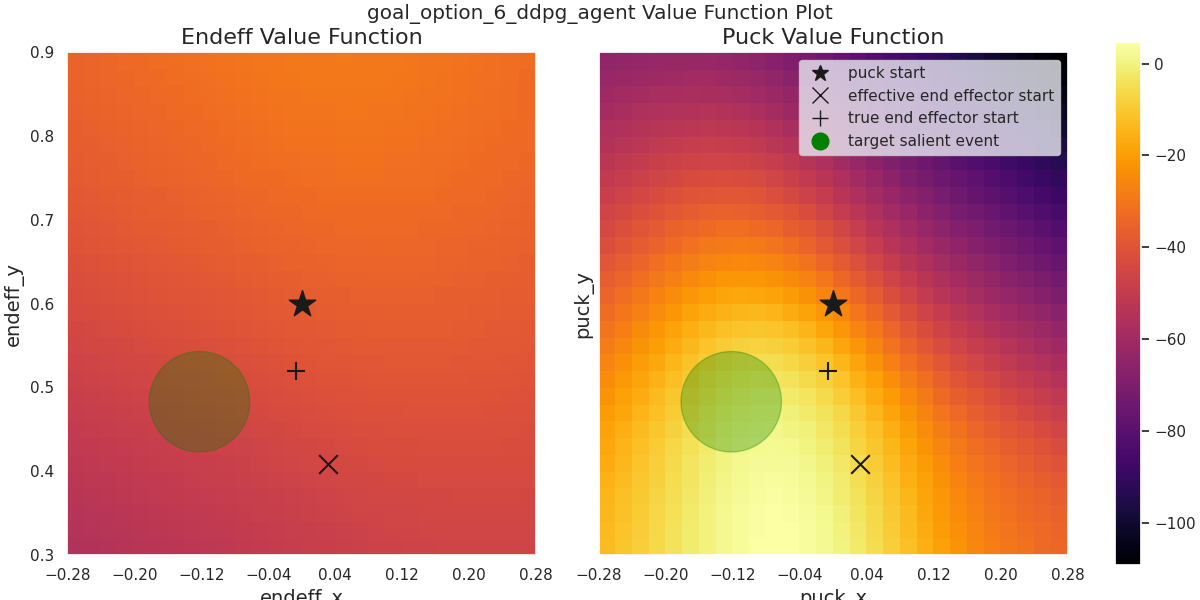 goal_option_6_ddpg_agent Value Function Plot
Endeff Value Function
Puck Value Function
0.9
0.8
0.7
0.6
0.5
0.4
0.3
endeff_y
−0.28 −0.20 −0.12 −0.04 0.04 0.12 0.20 0.28
endeff_x
puck_y
puck start
effective end effector start
true end effector start
target salient event
−0.28 −0.20 −0.12 −0.04 0.04 0.12 0.20 0.28
puck_x
0
−20
−40
−60
−80
−100